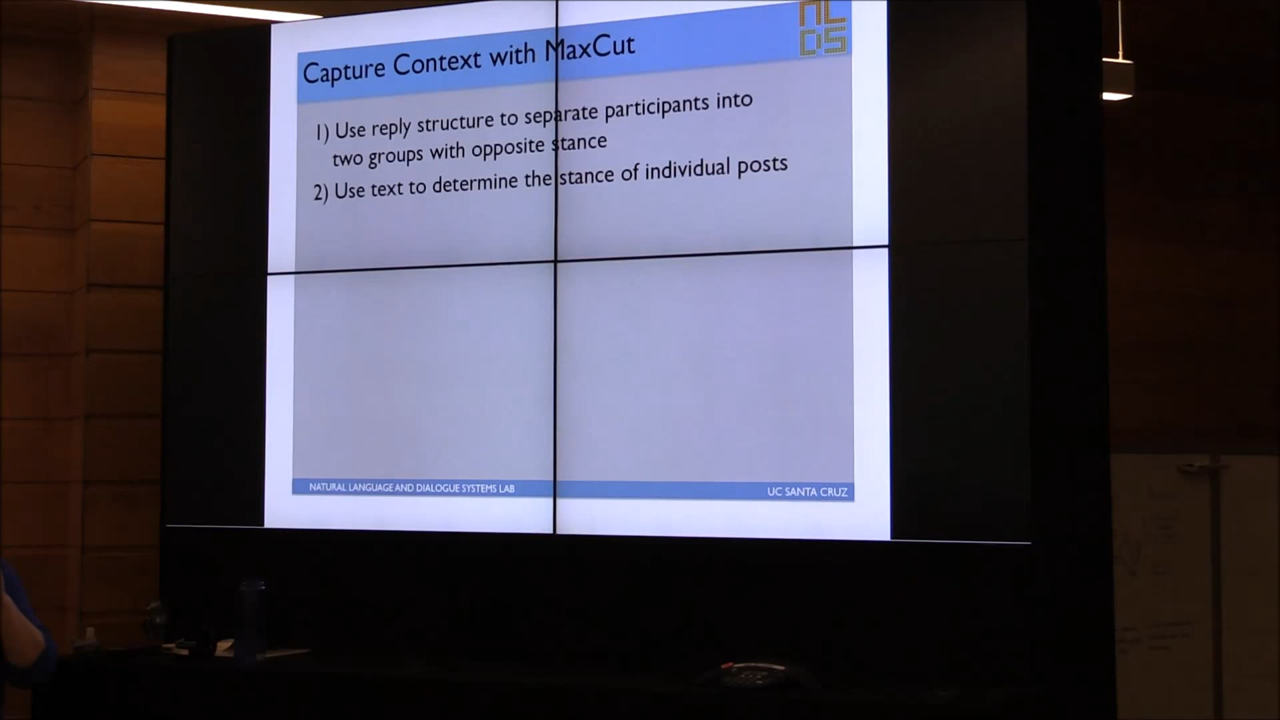 Capture Context with MaxCut
NLDS
1) Use reply structure to separate participants into
two groups with opposite stance
2) Use text to determine the stance of individual posts
NATURAL LANGUAGE AND DIALOGUE SYSTEMS LAB
UC SANTA CRUZ